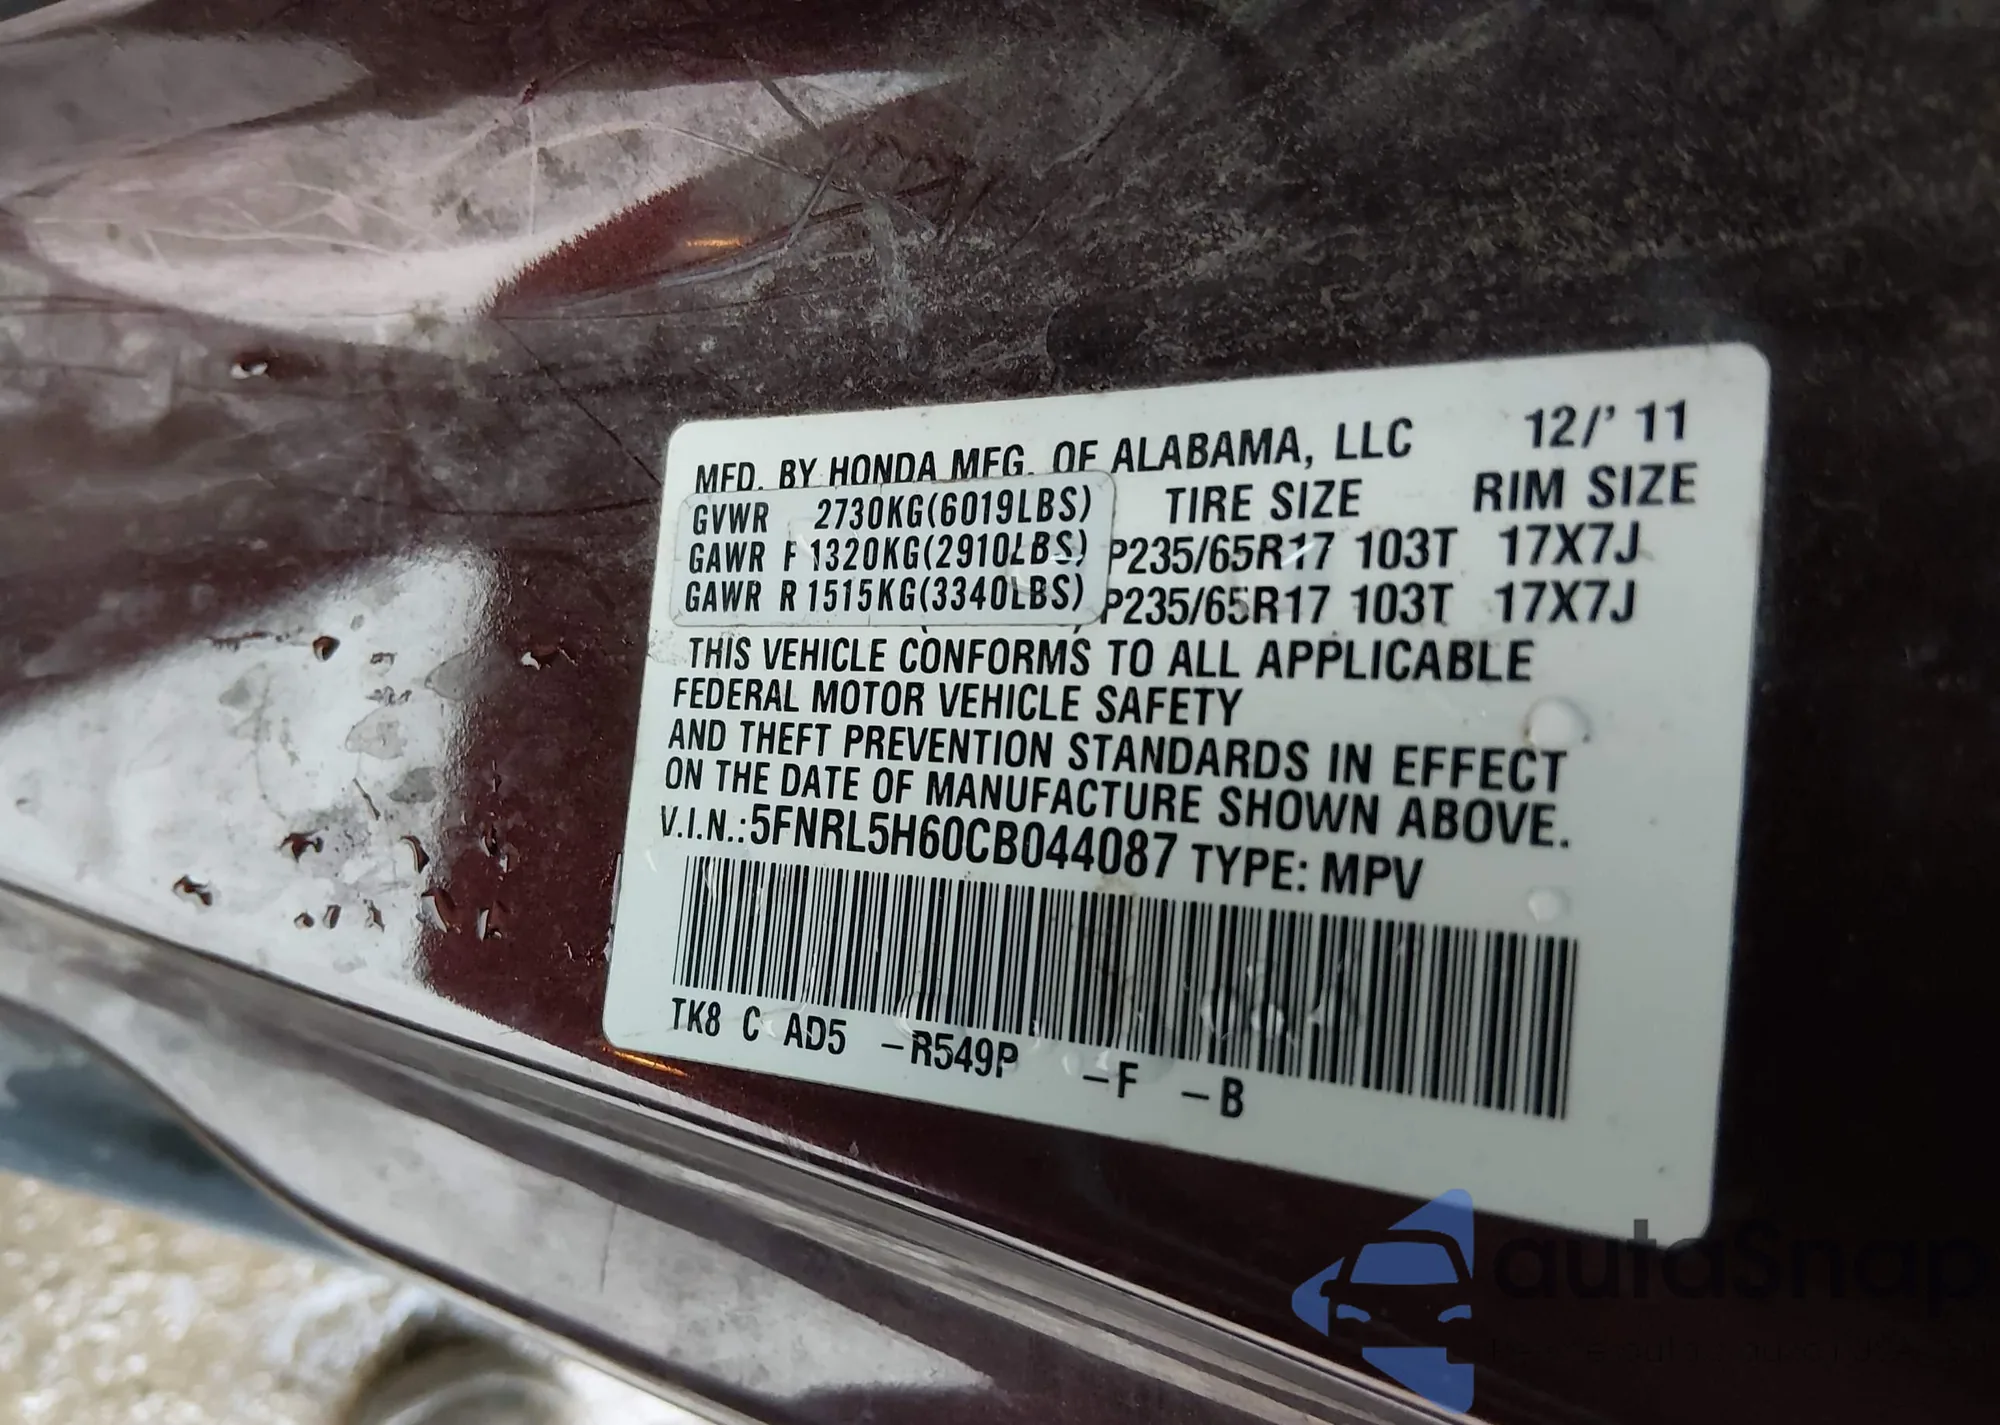 MFD. BY HONDA MFG. OF ALABAMA, LLC 12/' 11
GVWR 2730KG(6019LBS) TIRE SIZE RIM SIZE
GAWR F 1320KG(2910LBS) P235/65R17 103T 17X7J
GAWR R 1515KG(3340LBS) P235/65R17 103T 17X7J
THIS VEHICLE CONFORMS TO ALL APPLICABLE
FEDERAL MOTOR VEHICLE SAFETY
AND THEFT PREVENTION STANDARDS IN EFFECT
ON THE DATE OF MANUFACTURE SHOWN ABOVE.
V.I.N.:5FNRL5H60CB044087 TYPE: MPV
TK8 C AD5 -R549P -F -B
autaSnap